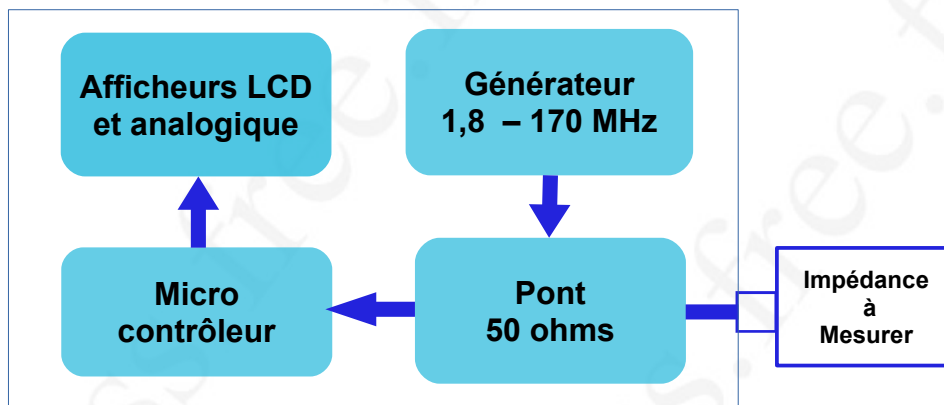 Afficheurs LCD
et analogique
Générateur
1,8 – 170 MHz
Micro
contrôleur
Pont
50 ohms
Impédance
à
Mesurer